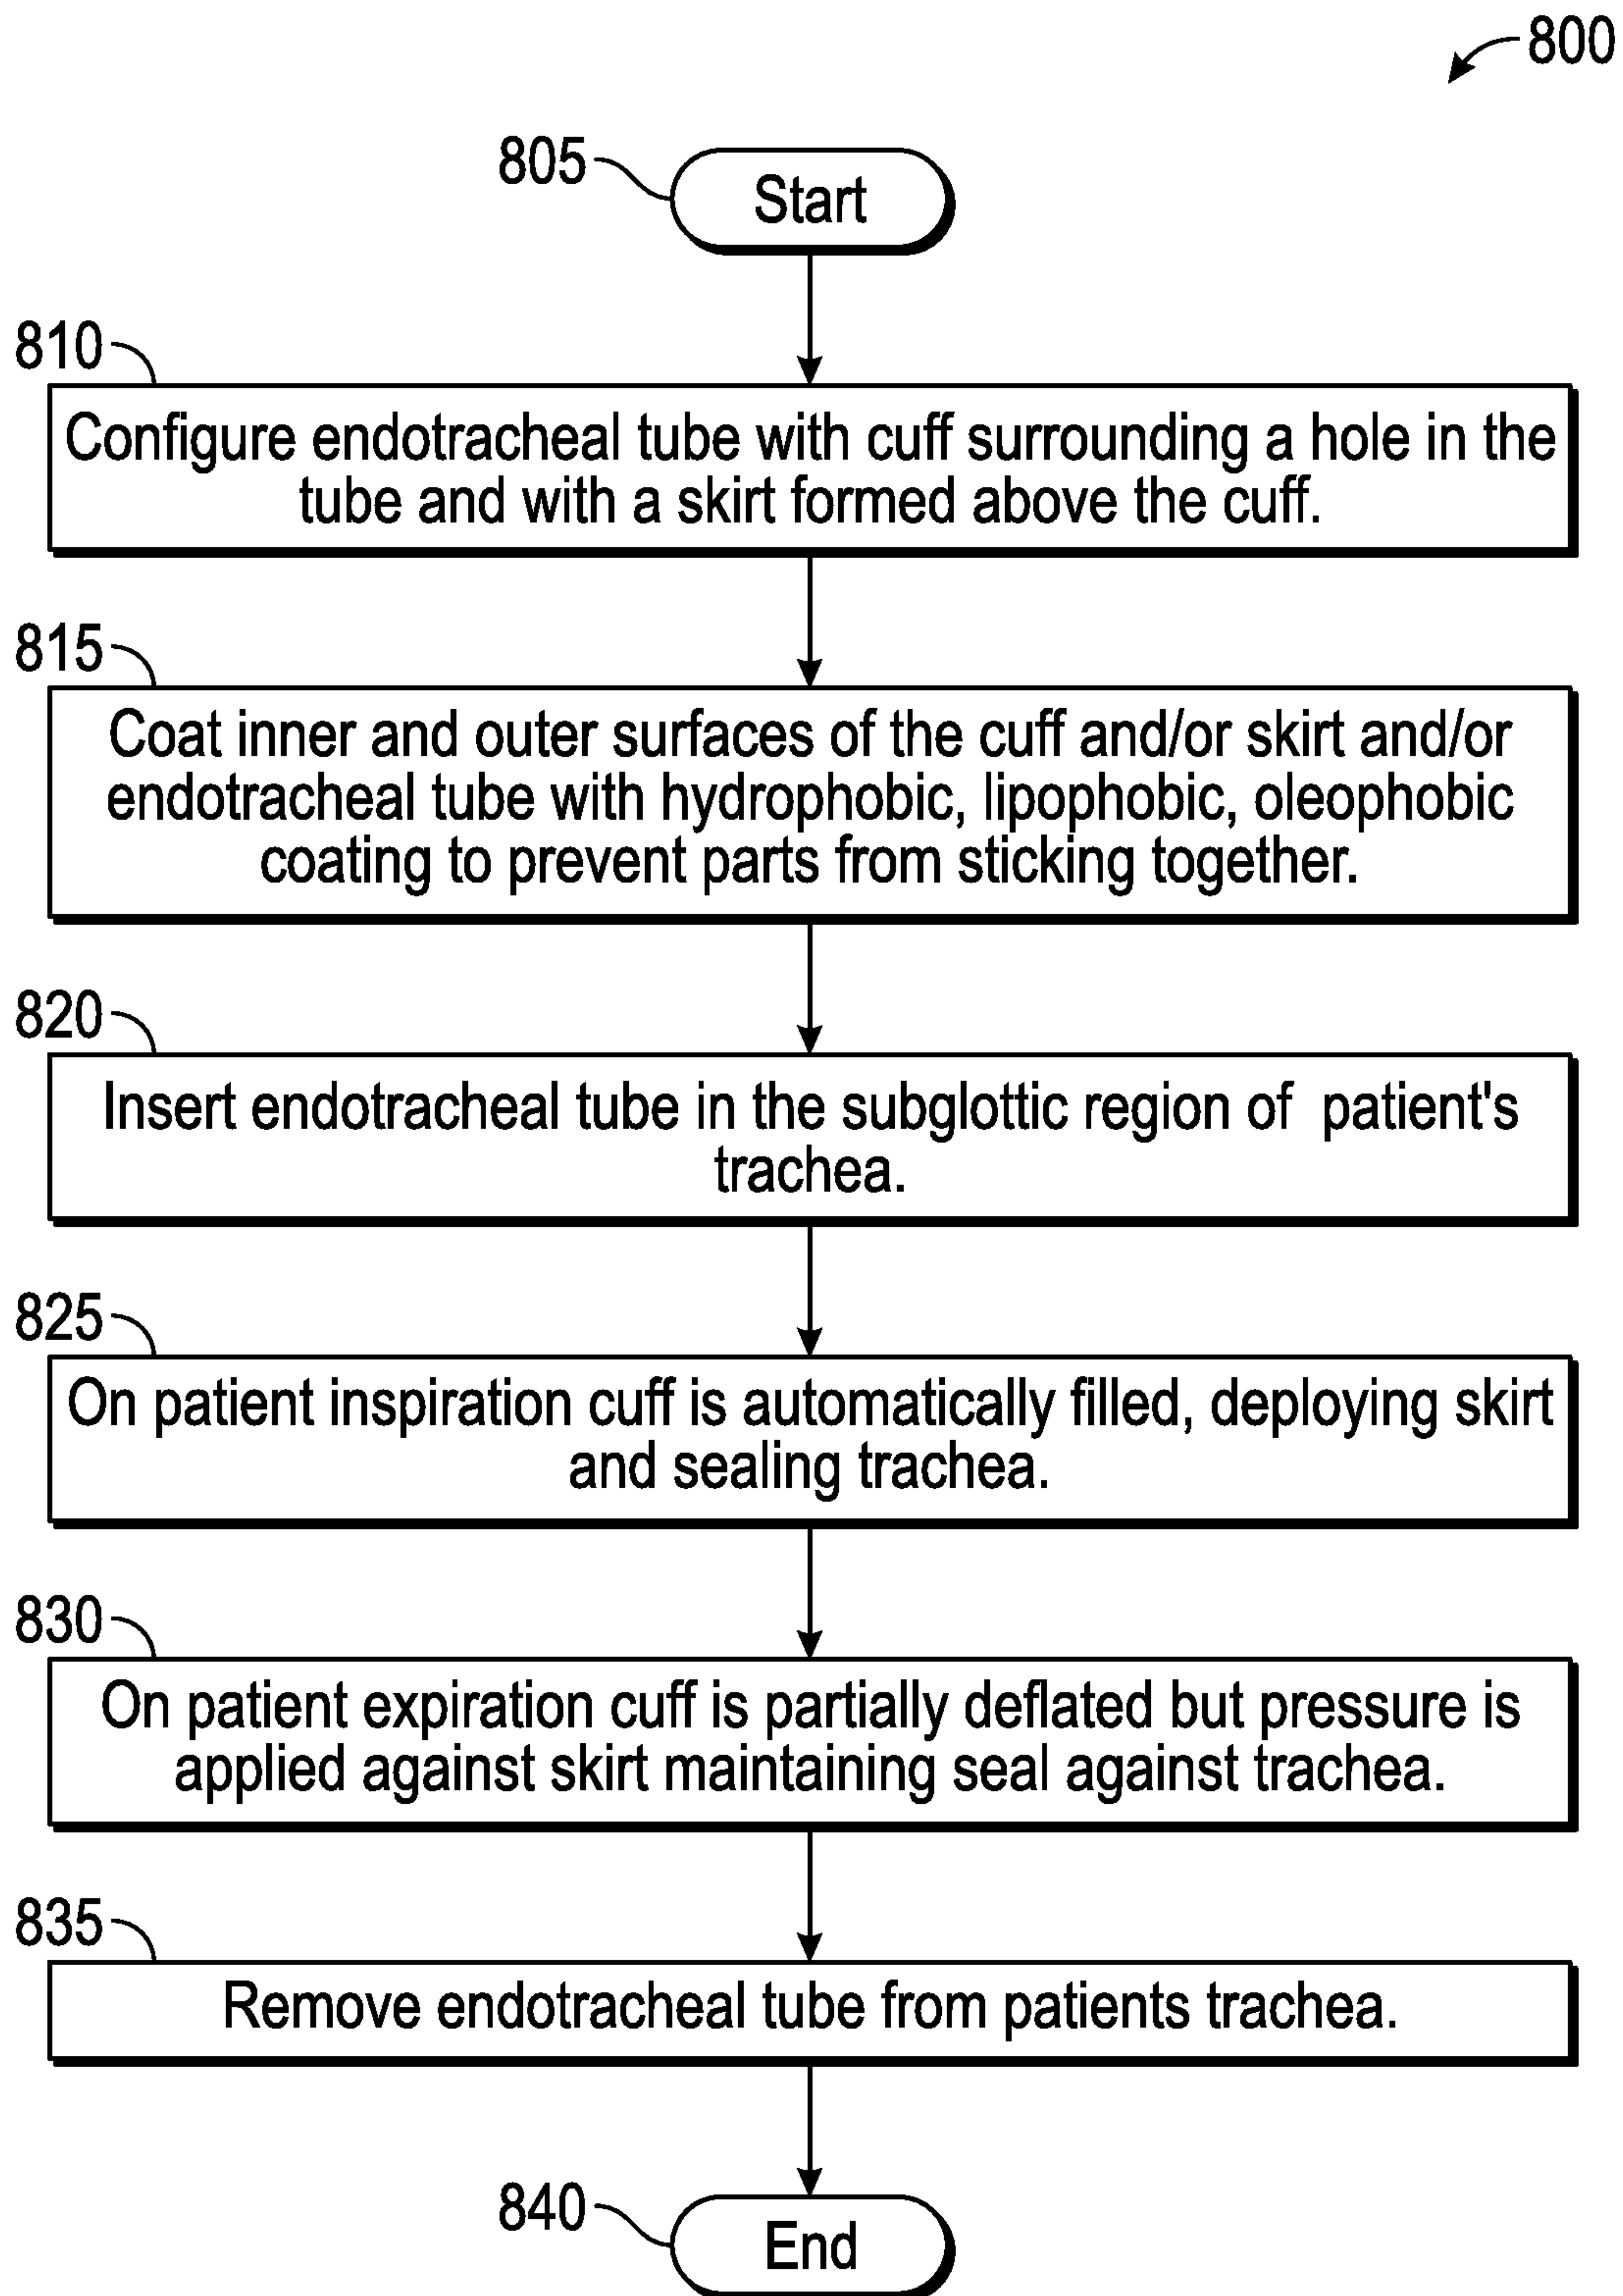 800
805
Start
810
Configure endotracheal tube with cuff surrounding a hole in the
tube and with a skirt formed above the cuff.
815
Coat inner and outer surfaces of the cuff and/or skirt and/or
endotracheal tube with hydrophobic, lipophobic, oleophobic
coating to prevent parts from sticking together.
820
Insert endotracheal tube in the subglottic region of patient's
trachea.
825
On patient inspiration cuff is automatically filled, deploying skirt
and sealing trachea.
830
On patient expiration cuff is partially deflated but pressure is
applied against skirt maintaining seal against trachea.
835
Remove endotracheal tube from patients trachea.
840
End